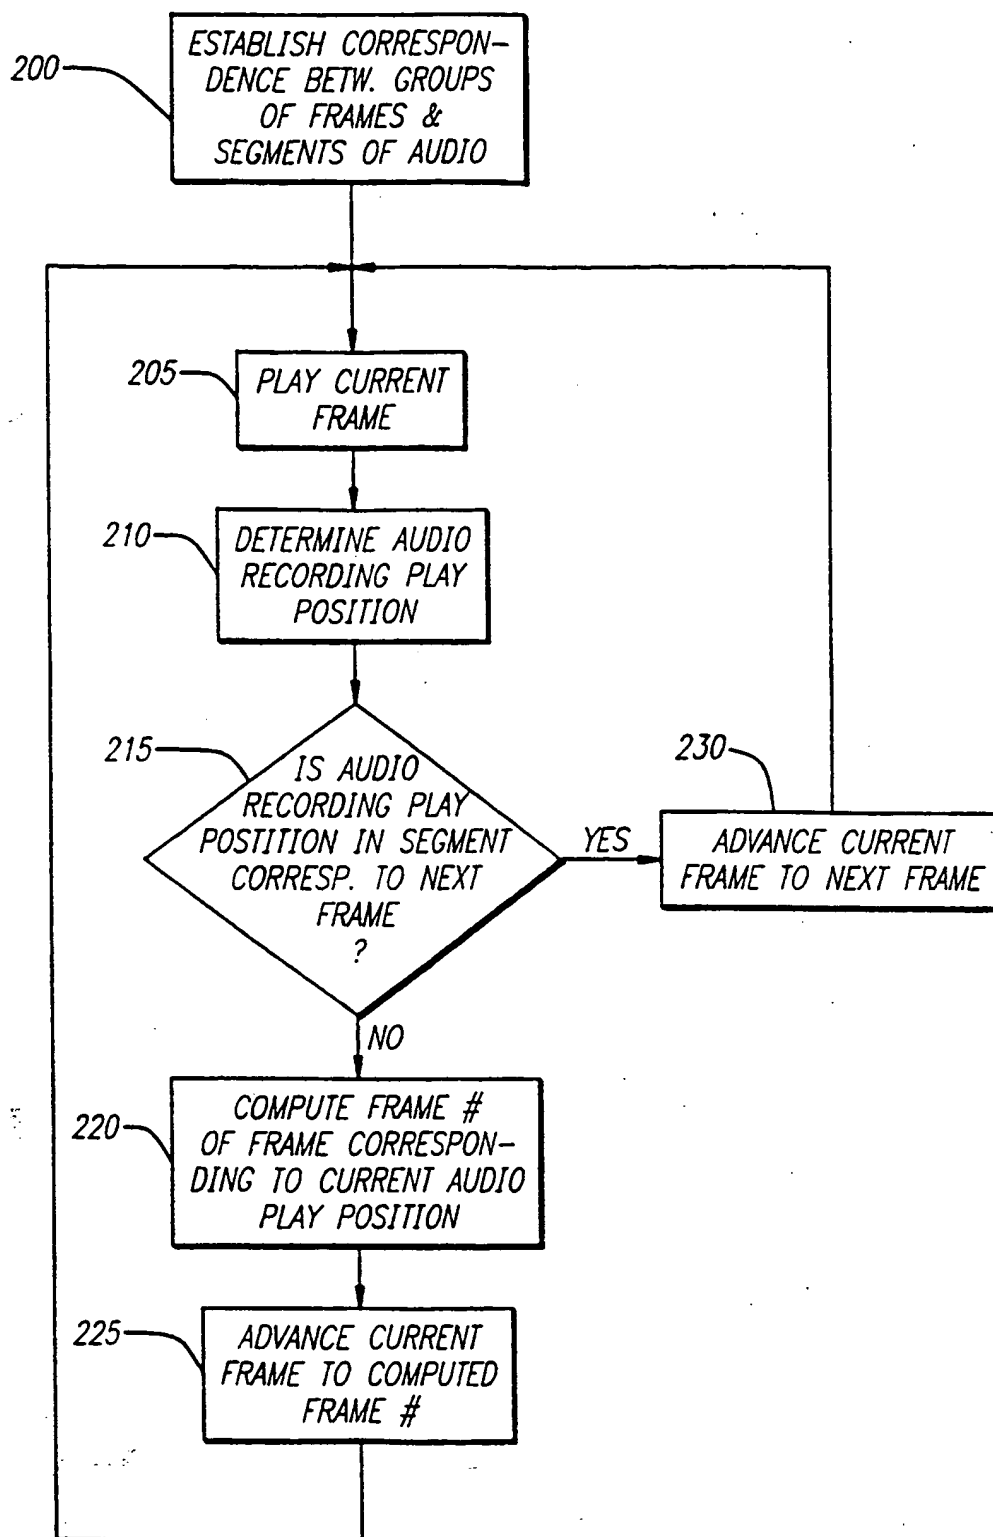 200
ESTABLISH CORRESPON-
DENCE BETW. GROUPS
OF FRAMES &
SEGMENTS OF AUDIO
205
PLAY CURRENT
FRAME
210
DETERMINE AUDIO
RECORDING PLAY
POSITION
215
IS AUDIO
RECORDING PLAY
POSTITION IN SEGMENT
CORRESP. TO NEXT
FRAME
?
YES
230
ADVANCE CURRENT
FRAME TO NEXT FRAME
NO
220
COMPUTE FRAME #
OF FRAME CORRESPON-
DING TO CURRENT AUDIO
PLAY POSITION
225
ADVANCE CURRENT
FRAME TO COMPUTED
FRAME #